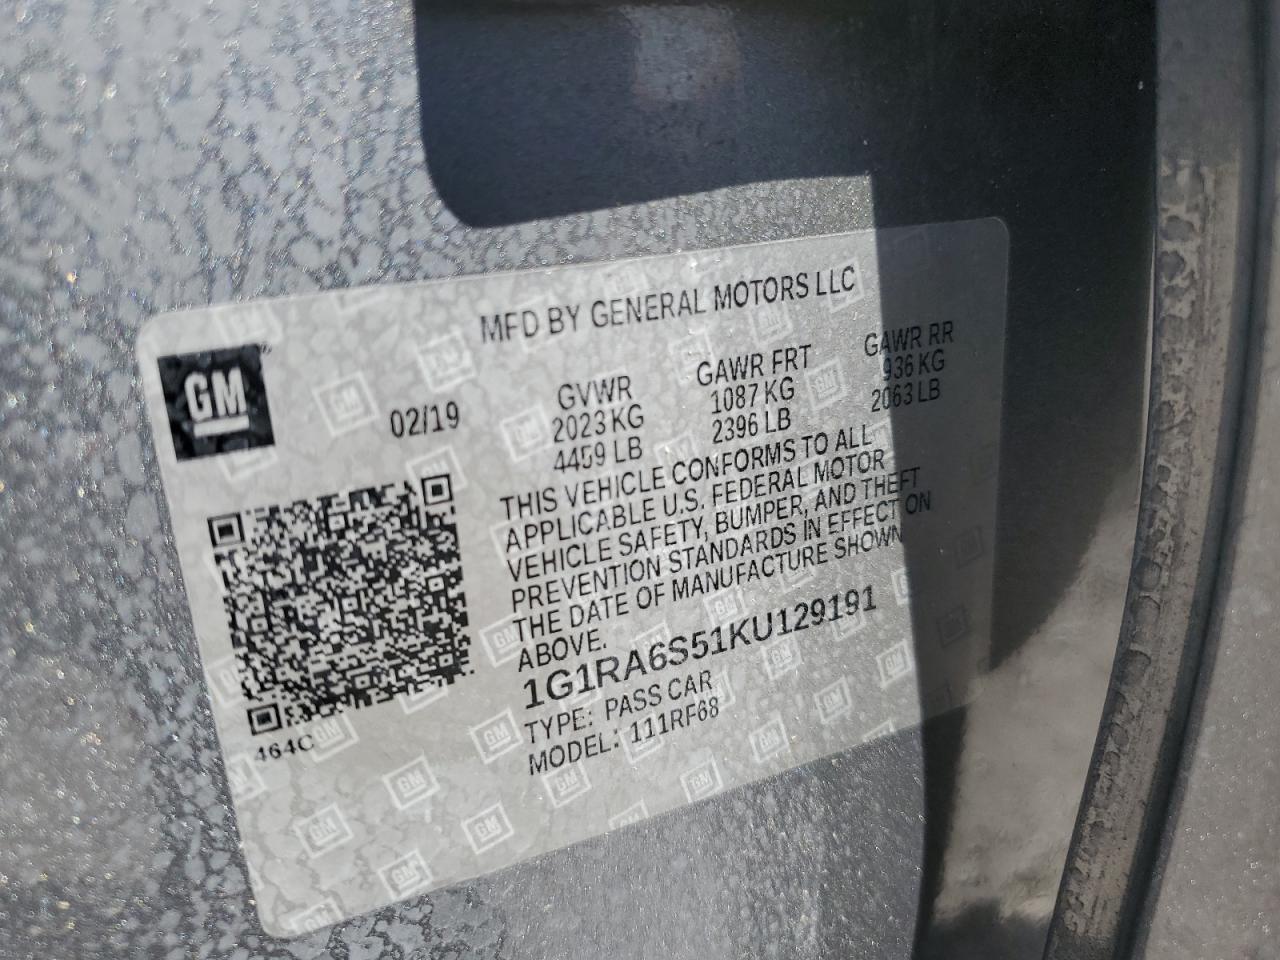 MFD BY GENERAL MOTORS LLC
GM
02/19
GVWR GAWR FRT GAWR RR
2023 KG 1087 KG 936 KG
4459 LB 2396 LB 2063 LB
THIS VEHICLE CONFORMS TO ALL
APPLICABLE U.S. FEDERAL MOTOR
VEHICLE SAFETY, BUMPER, AND THEFT
PREVENTION STANDARDS IN EFFECT ON
THE DATE OF MANUFACTURE SHOWN
ABOVE.
1G1RA6S51KU129191
TYPE: PASS CAR
MODEL: 111RF68
464C